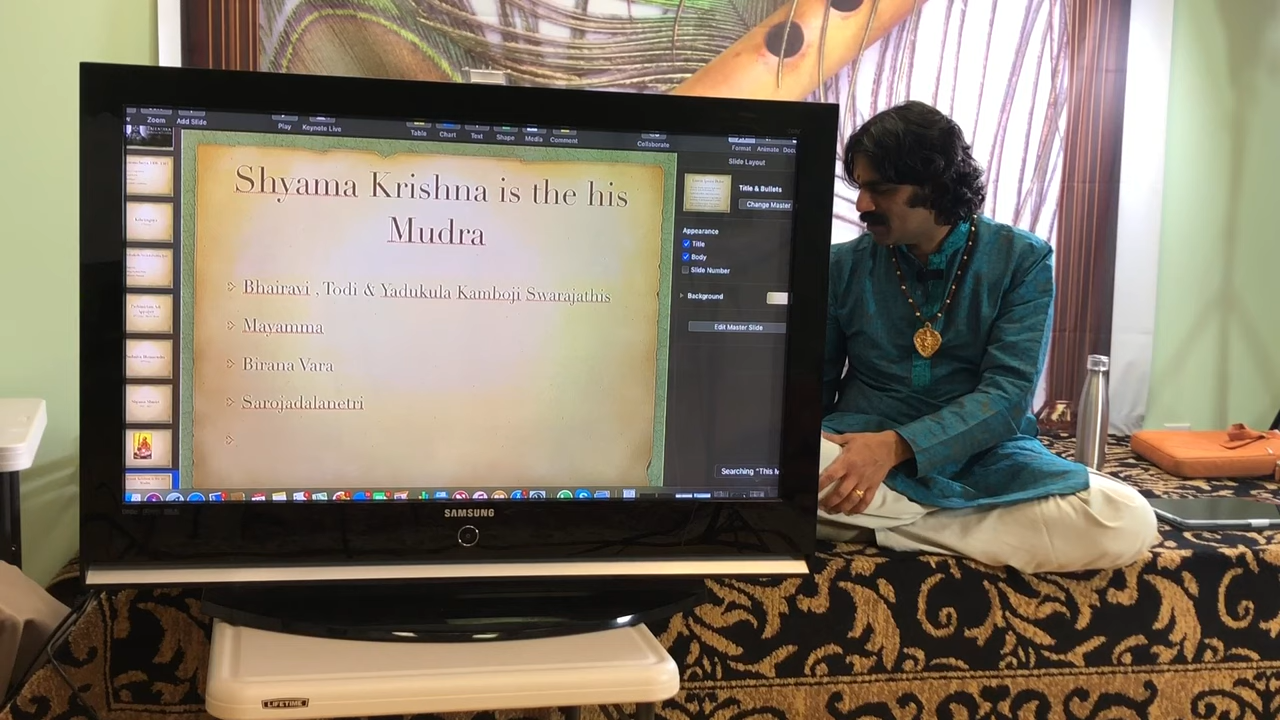 Zoom
Add Slide
Play
Keynote Live
Table
Chart
Text
Shape
Media
Comment
Collaborate
Format
Animate
Slide Layout
Shyama Krishna is the his
Mudra
Bhairavi , Todi & Yadukula Kamboji Swarajathis
Mayamma
Birana Vara
Sarojadalanetri
Title & Bullets
Change Master
Appearance
Title
Body
Slide Number
Background
Edit Master Slide
Searching "This M
SAMSUNG
LIFETIME